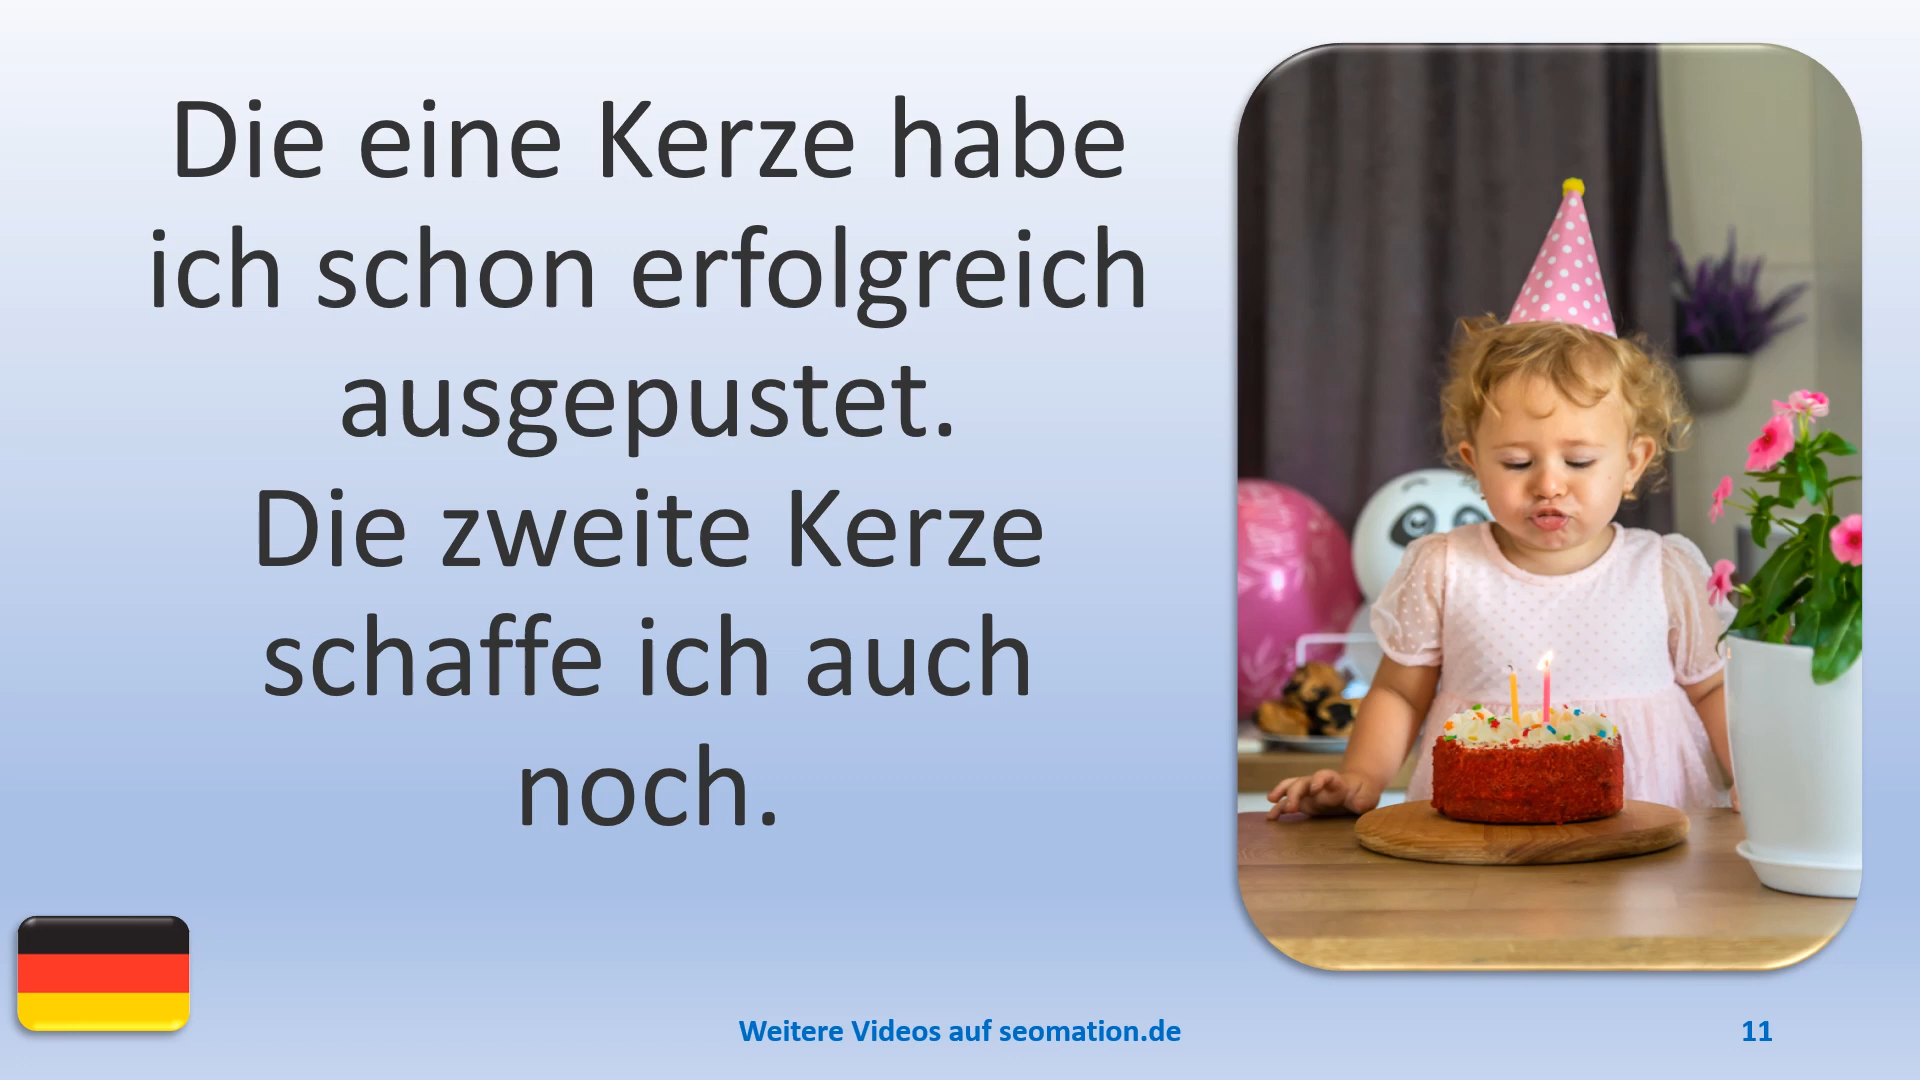 Die eine Kerze habe
ich schon erfolgreich
ausgepustet.
Die zweite Kerze
schaffe ich auch
noch.
Weitere Videos auf seomation.de
11